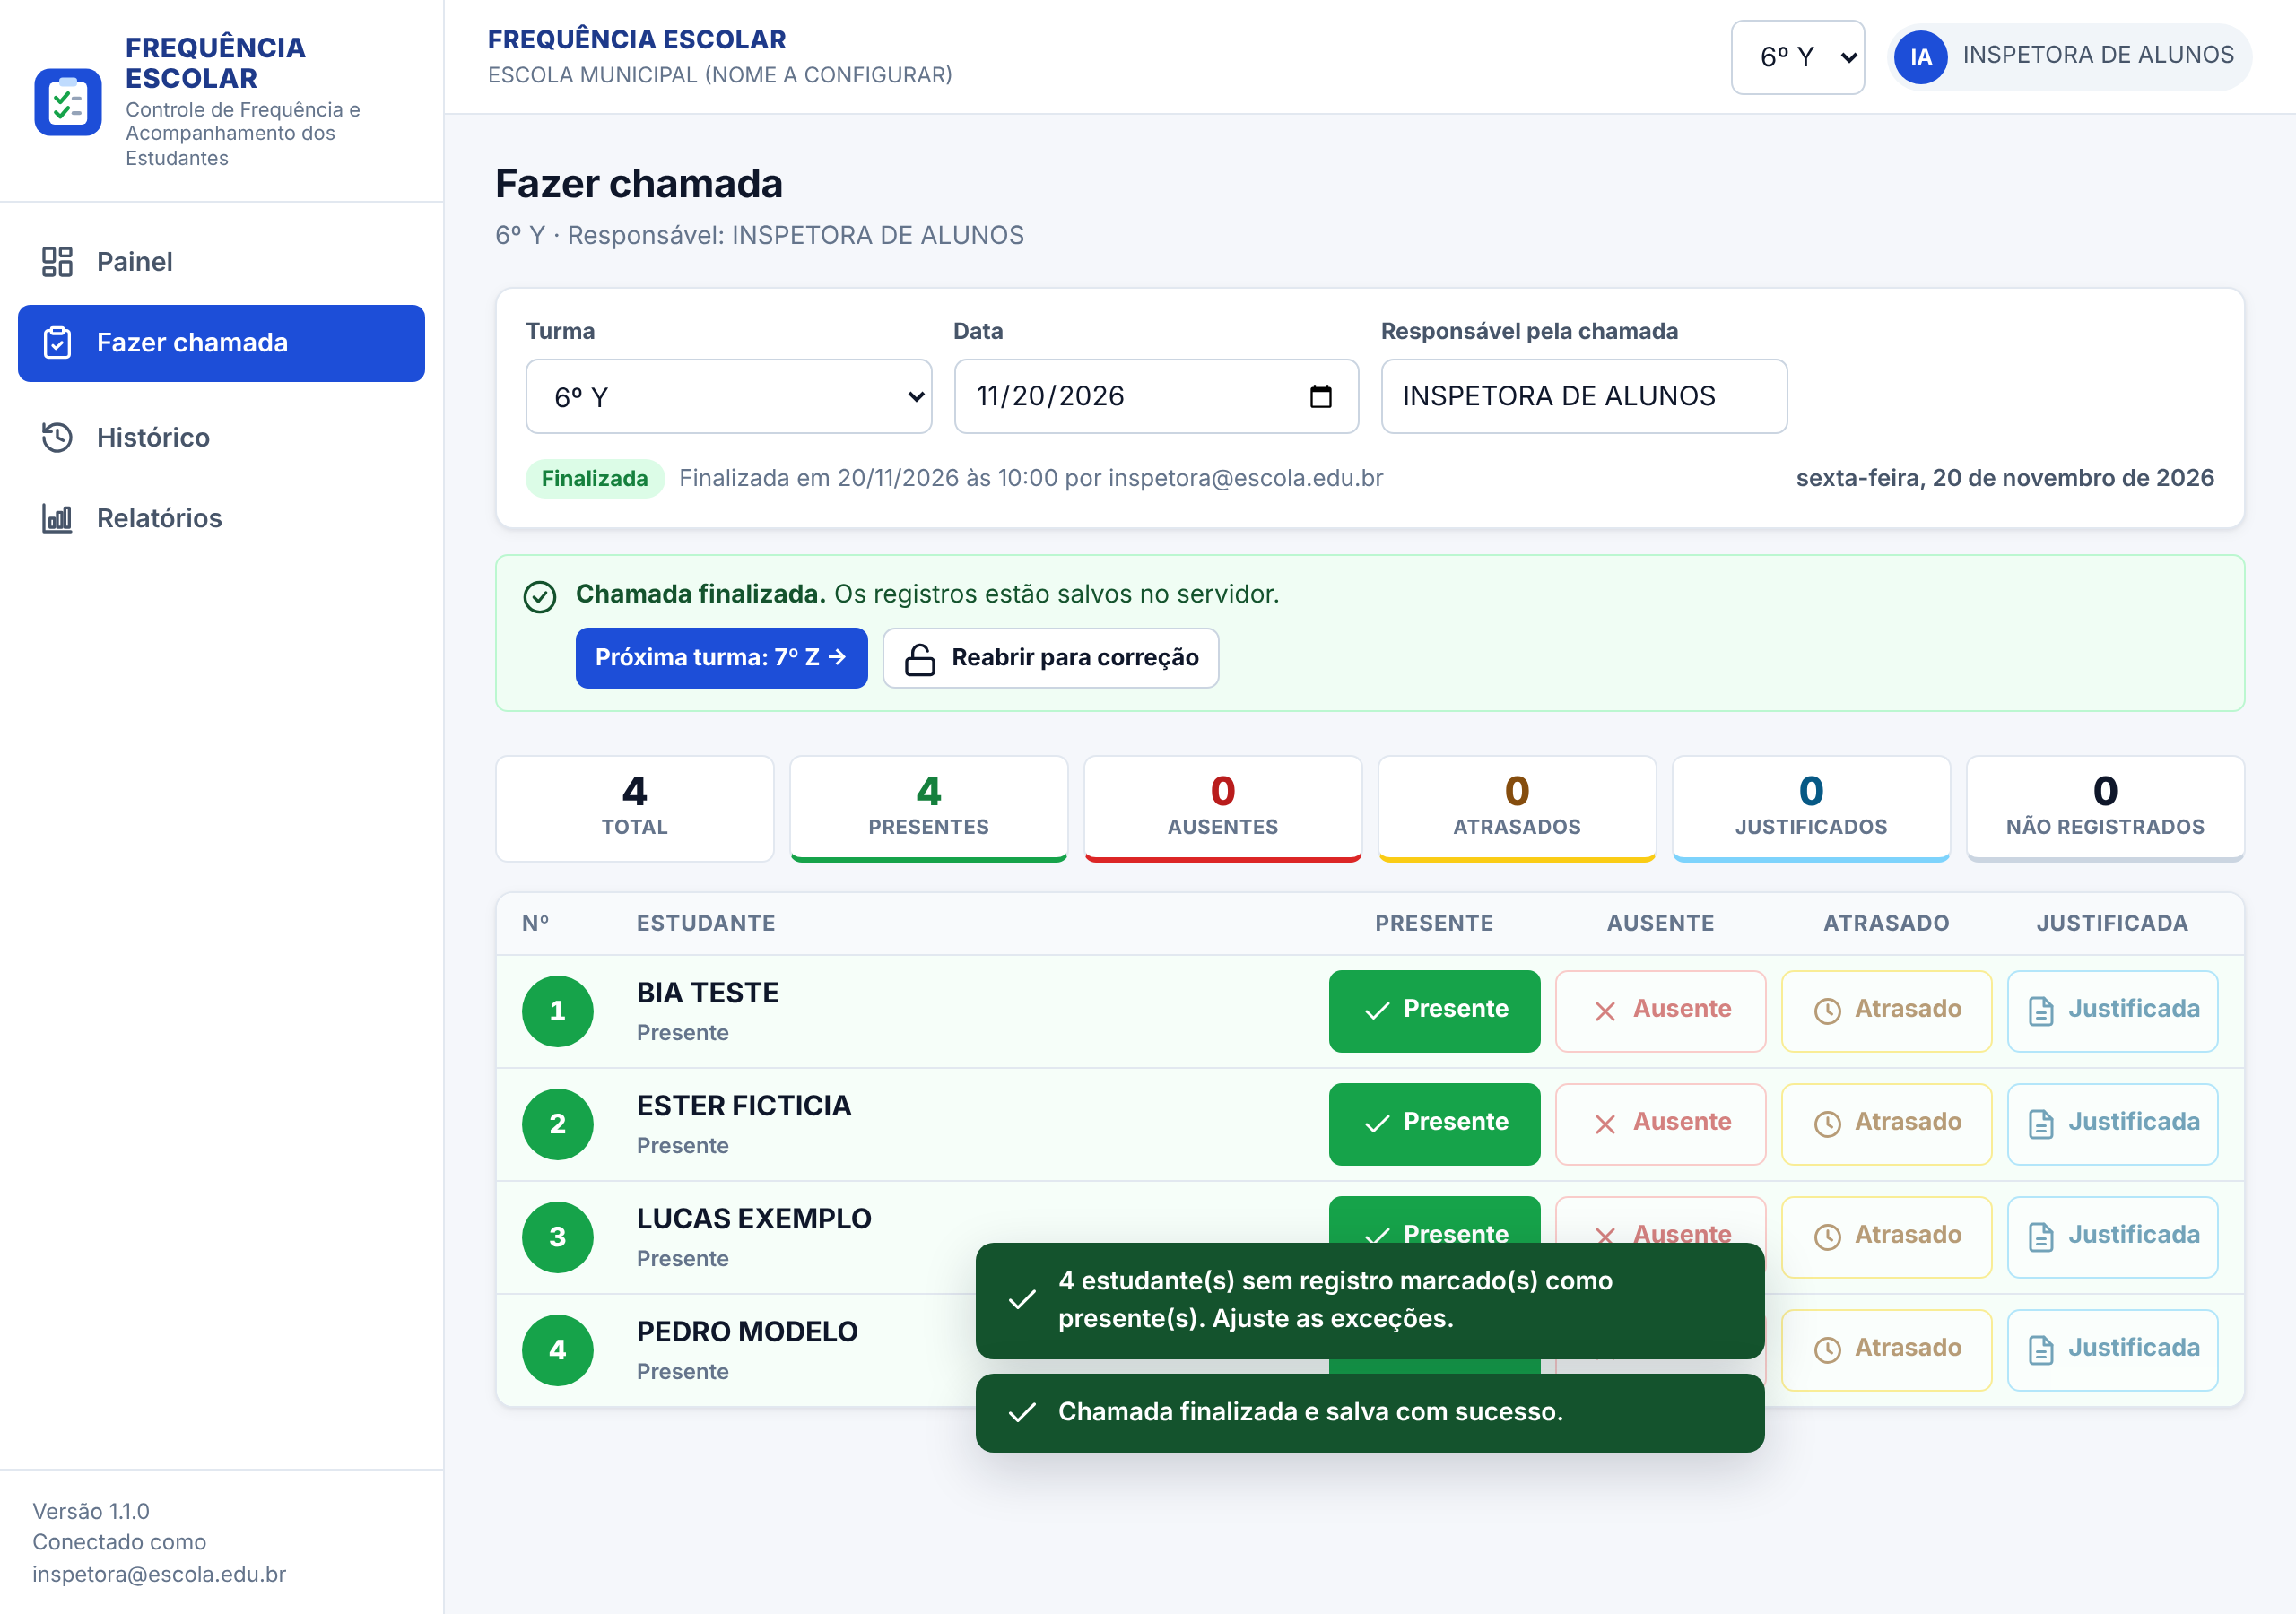 FREQUÊNCIA
ESCOLAR
Controle de Frequência e
Acompanhamento dos
Estudantes
Painel
Fazer chamada
Histórico
Relatórios
Versão 1.1.0
Conectado como
inspetora@escola.edu.br
FREQUÊNCIA ESCOLAR
ESCOLA MUNICIPAL (NOME A CONFIGURAR)
6º Y
IA
INSPETORA DE ALUNOS
Fazer chamada
6º Y · Responsável: INSPETORA DE ALUNOS
Turma
Data
Responsável pela chamada
6º Y
11/20/2026
INSPETORA DE ALUNOS
Finalizada
Finalizada em 20/11/2026 às 10:00 por inspetora@escola.edu.br
sexta-feira, 20 de novembro de 2026
Chamada finalizada. Os registros estão salvos no servidor.
Próxima turma: 7º Z →
Reabrir para correção
4
TOTAL
4
PRESENTES
0
AUSENTES
0
ATRASADOS
0
JUSTIFICADOS
0
NÃO REGISTRADOS
Nº ESTUDANTE PRESENTE AUSENTE ATRASADO JUSTIFICADA
1 BIA TESTE
Presente
Presente Ausente Atrasado Justificada
2 ESTER FICTICIA
Presente
Presente Ausente Atrasado Justificada
3 LUCAS EXEMPLO
Presente
Presente Ausente Atrasado Justificada
4 PEDRO MODELO
Presente
Atrasado Justificada
4 estudante(s) sem registro marcado(s) como
presente(s). Ajuste as exceções.
Chamada finalizada e salva com sucesso.